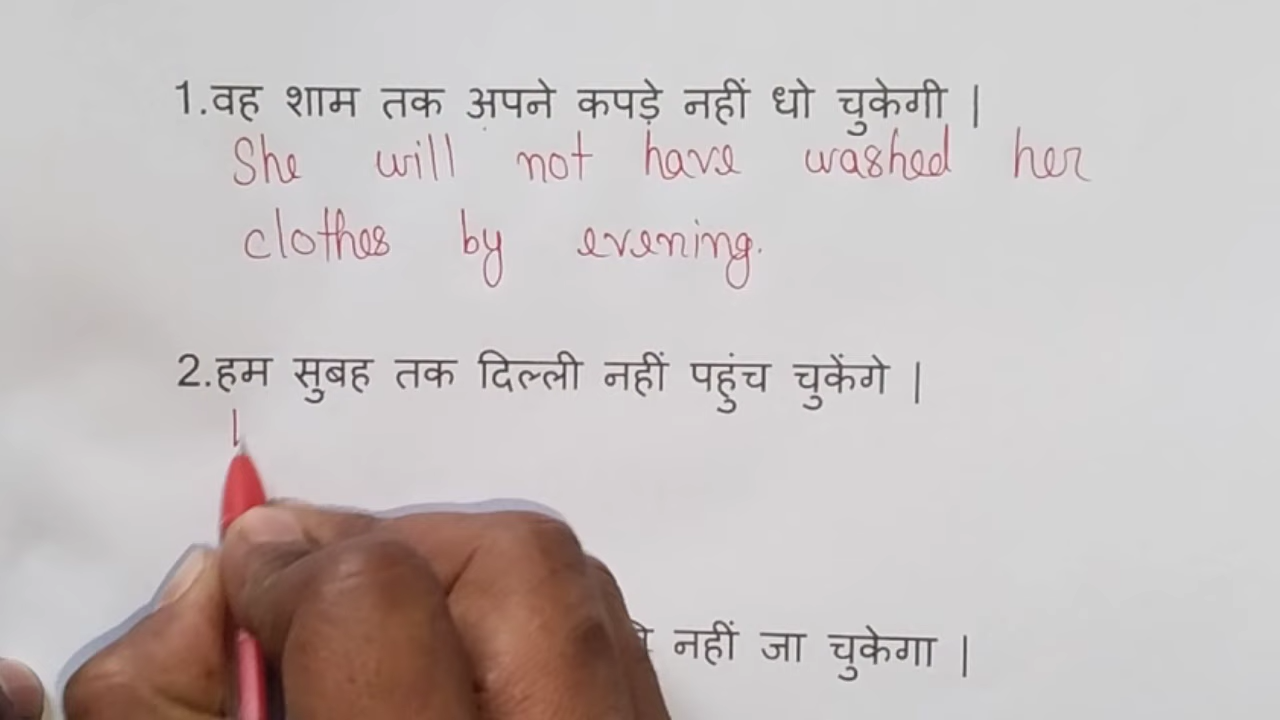 1.वह शाम तक अपने कपड़े नहीं धो चुकेगी |
She will not have washed her
clothes by evening.
2.हम सुबह तक दिल्ली नहीं पहुंच चुकेंगे |
नहीं जा चुकेगा |